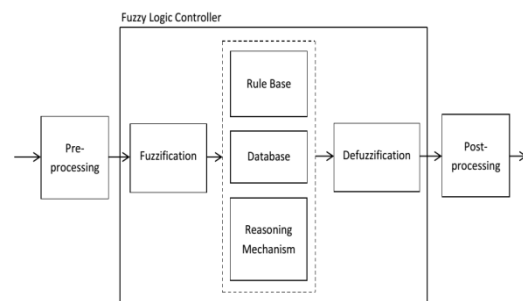 Fuzzy Logic Controller
Rule Base
Pre-
processing
Fuzzification
Database
Defuzzification
Post-
processing
Reasoning
Mechanism